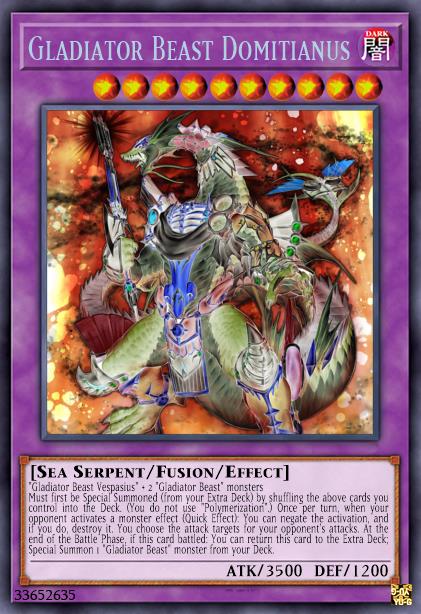 GLADIATOR BEAST DOMITIANUS
DARK
闇
[SEA SERPENT/FUSION/EFFECT]
"Gladiator Beast Vespasius" + 2 "Gladiator Beast" monsters
Must first be Special Summoned (from your Extra Deck) by shuffling the above cards you
control into the Deck. (You do not use "Polymerization".) Once per turn, when your
opponent activates a monster effect (Quick Effect): You can negate the activation, and
if you do, destroy it. You choose the attack targets for your opponent's attacks. At the
end of the Battle Phase, if this card battled: You can return this card to the Extra Deck;
Special Summon 1 "Gladiator Beast" monster from your Deck.
ATK/3500 DEF/1200
33652635